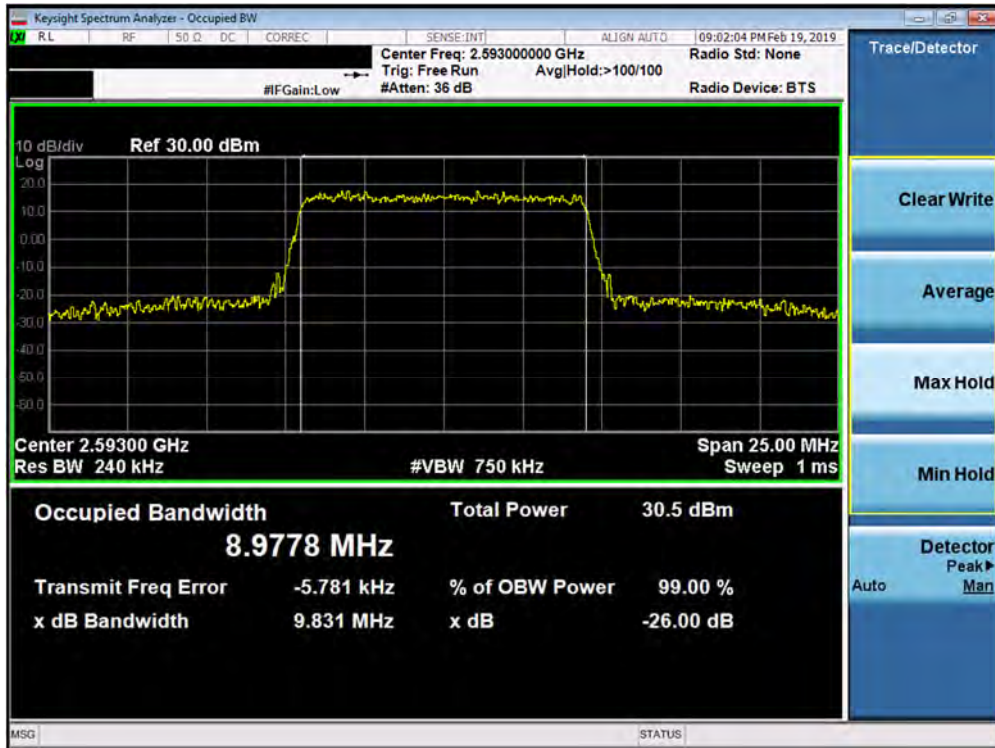 Keysight Spectrum Analyzer - Occupied BW
LXI RL RF 50 Ω DC CORREC SENSE:INT ALIGN AUTO 09:02:04 PM Feb 19, 2019
Center Freq: 2.593000000 GHz Radio Std: None
Trig: Free Run Avg|Hold:>100/100
#IFGain:Low #Atten: 36 dB Radio Device: BTS
Trace/Detector
10 dB/div Ref 30.00 dBm
Log
20.0
10.0
0.00
-10.0
-20.0
-30.0
-40.0
-50.0
-60.0
Center 2.59300 GHz Span 25.00 MHz
Res BW 240 kHz #VBW 750 kHz Sweep 1 ms
Occupied Bandwidth Total Power 30.5 dBm
8.9778 MHz
Transmit Freq Error -5.781 kHz % of OBW Power 99.00 %
x dB Bandwidth 9.831 MHz x dB -26.00 dB
Clear Write
Average
Max Hold
Min Hold
Detector
Peak▶
Auto Man
MSG STATUS